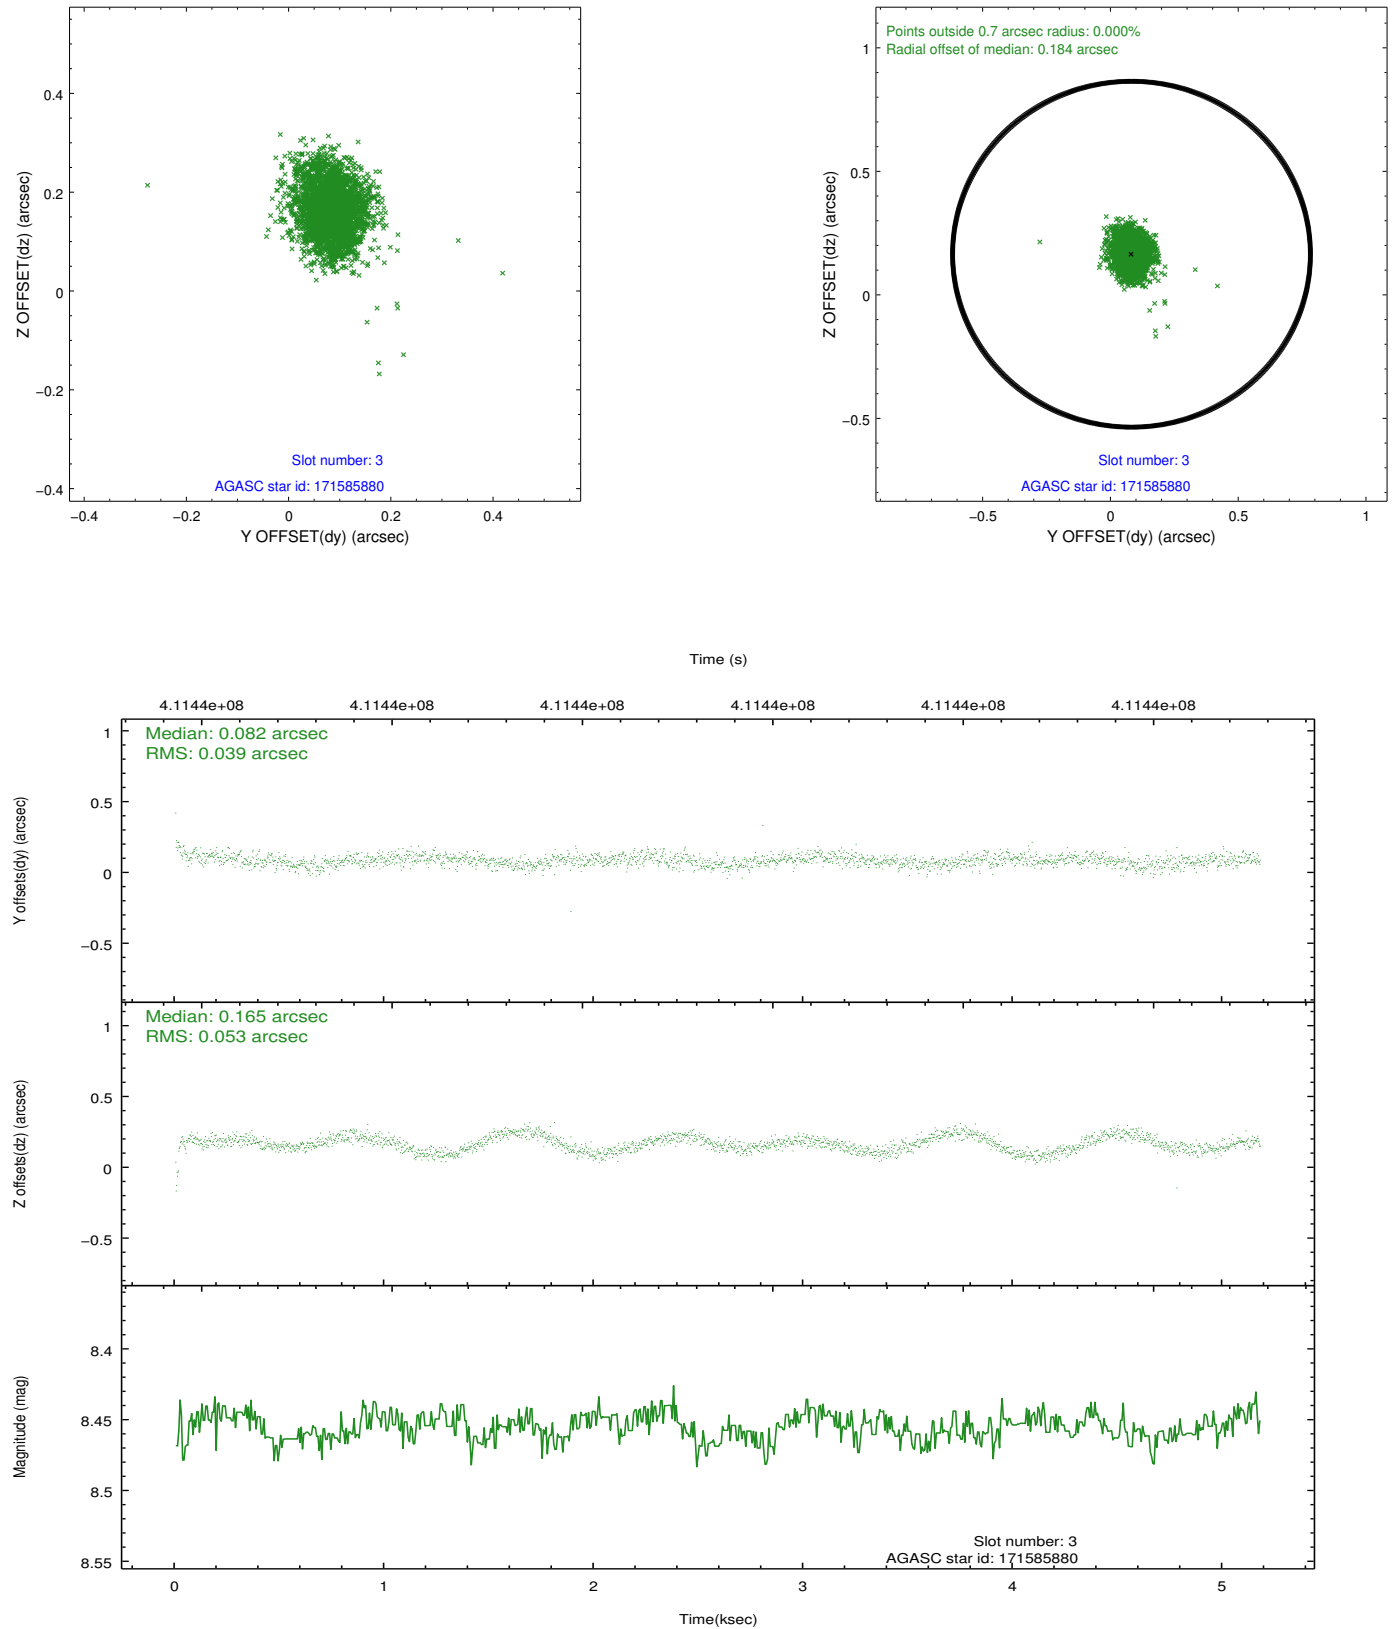 0.4
0.2
0
−0.2
−0.4
Z OFFSET(dz) (arcsec)
Slot number: 3
AGASC star id: 171585880
−0.4 −0.2 0 0.2 0.4
Y OFFSET(dy) (arcsec)
Points outside 0.7 arcsec radius: 0.000%
Radial offset of median: 0.184 arcsec
1
0.5
0
−0.5
Z OFFSET(dz) (arcsec)
Slot number: 3
AGASC star id: 171585880
−0.5 0 0.5 1
Y OFFSET(dy) (arcsec)
Time (s)
4.1144e+08 4.1144e+08 4.1144e+08 4.1144e+08 4.1144e+08 4.1144e+08
Median: 0.082 arcsec
RMS: 0.039 arcsec
1
0.5
0
−0.5
Y offsets(dy) (arcsec)
Median: 0.165 arcsec
RMS: 0.053 arcsec
1
0.5
0
−0.5
Z offsets(dz) (arcsec)
8.4
8.45
8.5
8.55
Magnitude (mag)
Slot number: 3
AGASC star id: 171585880
0 1 2 3 4 5
Time(ksec)